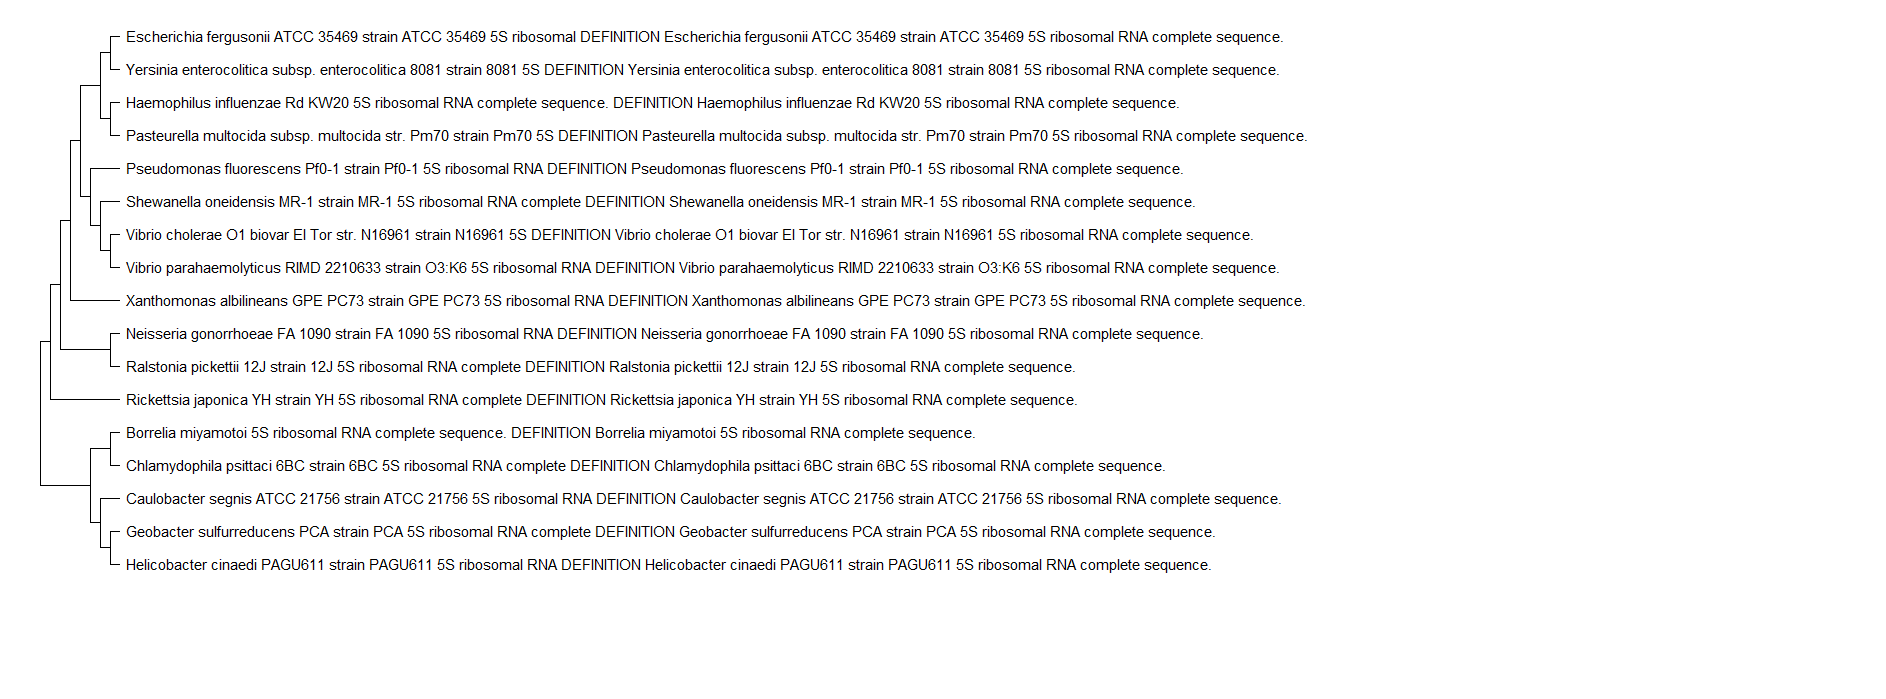 Escherichia fergusonii ATCC 35469 strain ATCC 35469 5S ribosomal DEFINITION Escherichia fergusonii ATCC 35469 strain ATCC 35469 5S ribosomal RNA complete sequence.
Yersinia enterocolitica subsp. enterocolitica 8081 strain 8081 5S DEFINITION Yersinia enterocolitica subsp. enterocolitica 8081 strain 8081 5S ribosomal RNA complete sequence.
Haemophilus influenzae Rd KW20 5S ribosomal RNA complete sequence. DEFINITION Haemophilus influenzae Rd KW20 5S ribosomal RNA complete sequence.
Pasteurella multocida subsp. multocida str. Pm70 strain Pm70 5S DEFINITION Pasteurella multocida subsp. multocida str. Pm70 strain Pm70 5S ribosomal RNA complete sequence.
Pseudomonas fluorescens Pf0-1 strain Pf0-1 5S ribosomal RNA DEFINITION Pseudomonas fluorescens Pf0-1 strain Pf0-1 5S ribosomal RNA complete sequence.
Shewanella oneidensis MR-1 strain MR-1 5S ribosomal RNA complete DEFINITION Shewanella oneidensis MR-1 strain MR-1 5S ribosomal RNA complete sequence.
Vibrio cholerae O1 biovar El Tor str. N16961 strain N16961 5S DEFINITION Vibrio cholerae O1 biovar El Tor str. N16961 strain N16961 5S ribosomal RNA complete sequence.
Vibrio parahaemolyticus RIMD 2210633 strain O3:K6 5S ribosomal RNA DEFINITION Vibrio parahaemolyticus RIMD 2210633 strain O3:K6 5S ribosomal RNA complete sequence.
Xanthomonas albilineans GPE PC73 strain GPE PC73 5S ribosomal RNA DEFINITION Xanthomonas albilineans GPE PC73 strain GPE PC73 5S ribosomal RNA complete sequence.
Neisseria gonorrhoeae FA 1090 strain FA 1090 5S ribosomal RNA DEFINITION Neisseria gonorrhoeae FA 1090 strain FA 1090 5S ribosomal RNA complete sequence.
Ralstonia pickettii 12J strain 12J 5S ribosomal RNA complete DEFINITION Ralstonia pickettii 12J strain 12J 5S ribosomal RNA complete sequence.
Rickettsia japonica YH strain YH 5S ribosomal RNA complete DEFINITION Rickettsia japonica YH strain YH 5S ribosomal RNA complete sequence.
Borrelia miyamotoi 5S ribosomal RNA complete sequence. DEFINITION Borrelia miyamotoi 5S ribosomal RNA complete sequence.
Chlamydophila psittaci 6BC strain 6BC 5S ribosomal RNA complete DEFINITION Chlamydophila psittaci 6BC strain 6BC 5S ribosomal RNA complete sequence.
Caulobacter segnis ATCC 21756 strain ATCC 21756 5S ribosomal RNA DEFINITION Caulobacter segnis ATCC 21756 strain ATCC 21756 5S ribosomal RNA complete sequence.
Geobacter sulfurreducens PCA strain PCA 5S ribosomal RNA complete DEFINITION Geobacter sulfurreducens PCA strain PCA 5S ribosomal RNA complete sequence.
Helicobacter cinaedi PAGU611 strain PAGU611 5S ribosomal RNA DEFINITION Helicobacter cinaedi PAGU611 strain PAGU611 5S ribosomal RNA complete sequence.